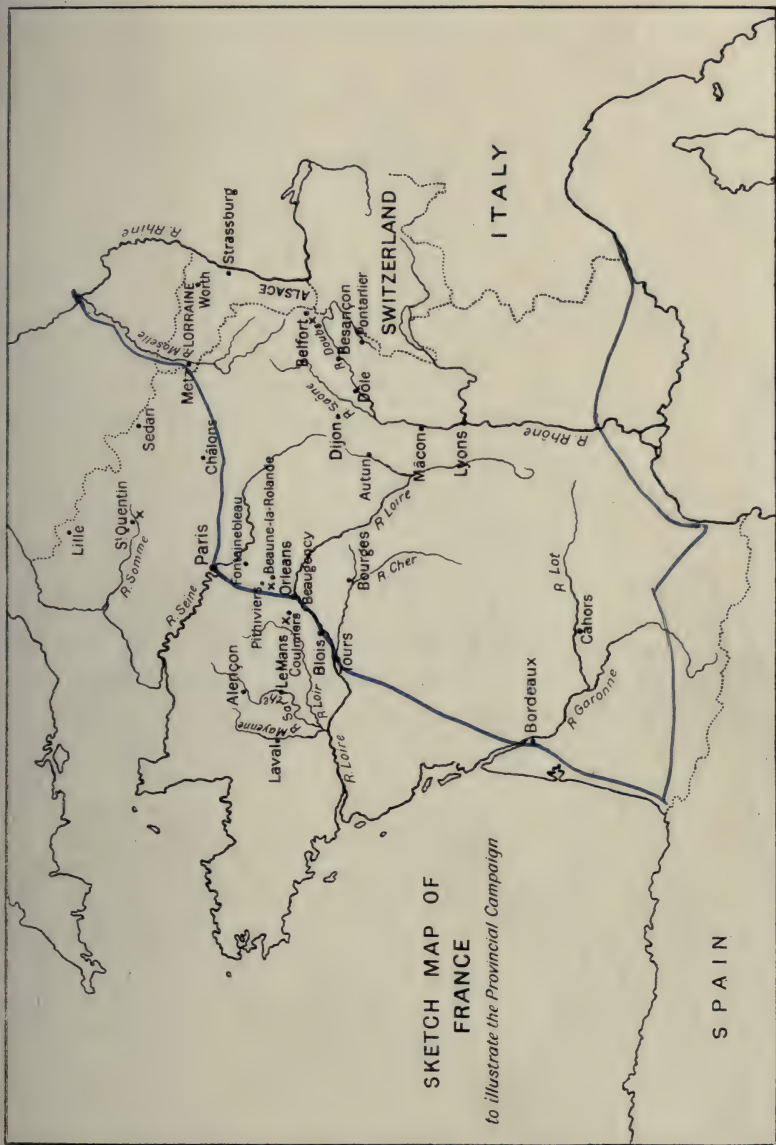 SKETCH MAP OF
FRANCE
to illustrate the Provincial Campaign
Lille
St Quentin
R. Somme
Sedan
R. Seine
Paris
Châlons
Metz
R. Moselle
LORRAINE
Worth
R. Rhine
Strassburg
ALSACE
Alençon
Fontainebleau
Pithiviers
Beaune-la-Rolande
Orleans
Beaugency
Le Mans
Coulmiers
Laval
R. Mayenne
R. Loir
Blois
Tours
R. Loire
R. Loire
Bourges
R. Cher
Belfort
R. Doubs
Besançon
Pontarlier
Dôle
R. Saône
Dijon
Autun
Mâcon
Lyons
R. Rhône
SWITZERLAND
ITALY
Bordeaux
R. Garonne
R. Lot
Cahors
SPAIN